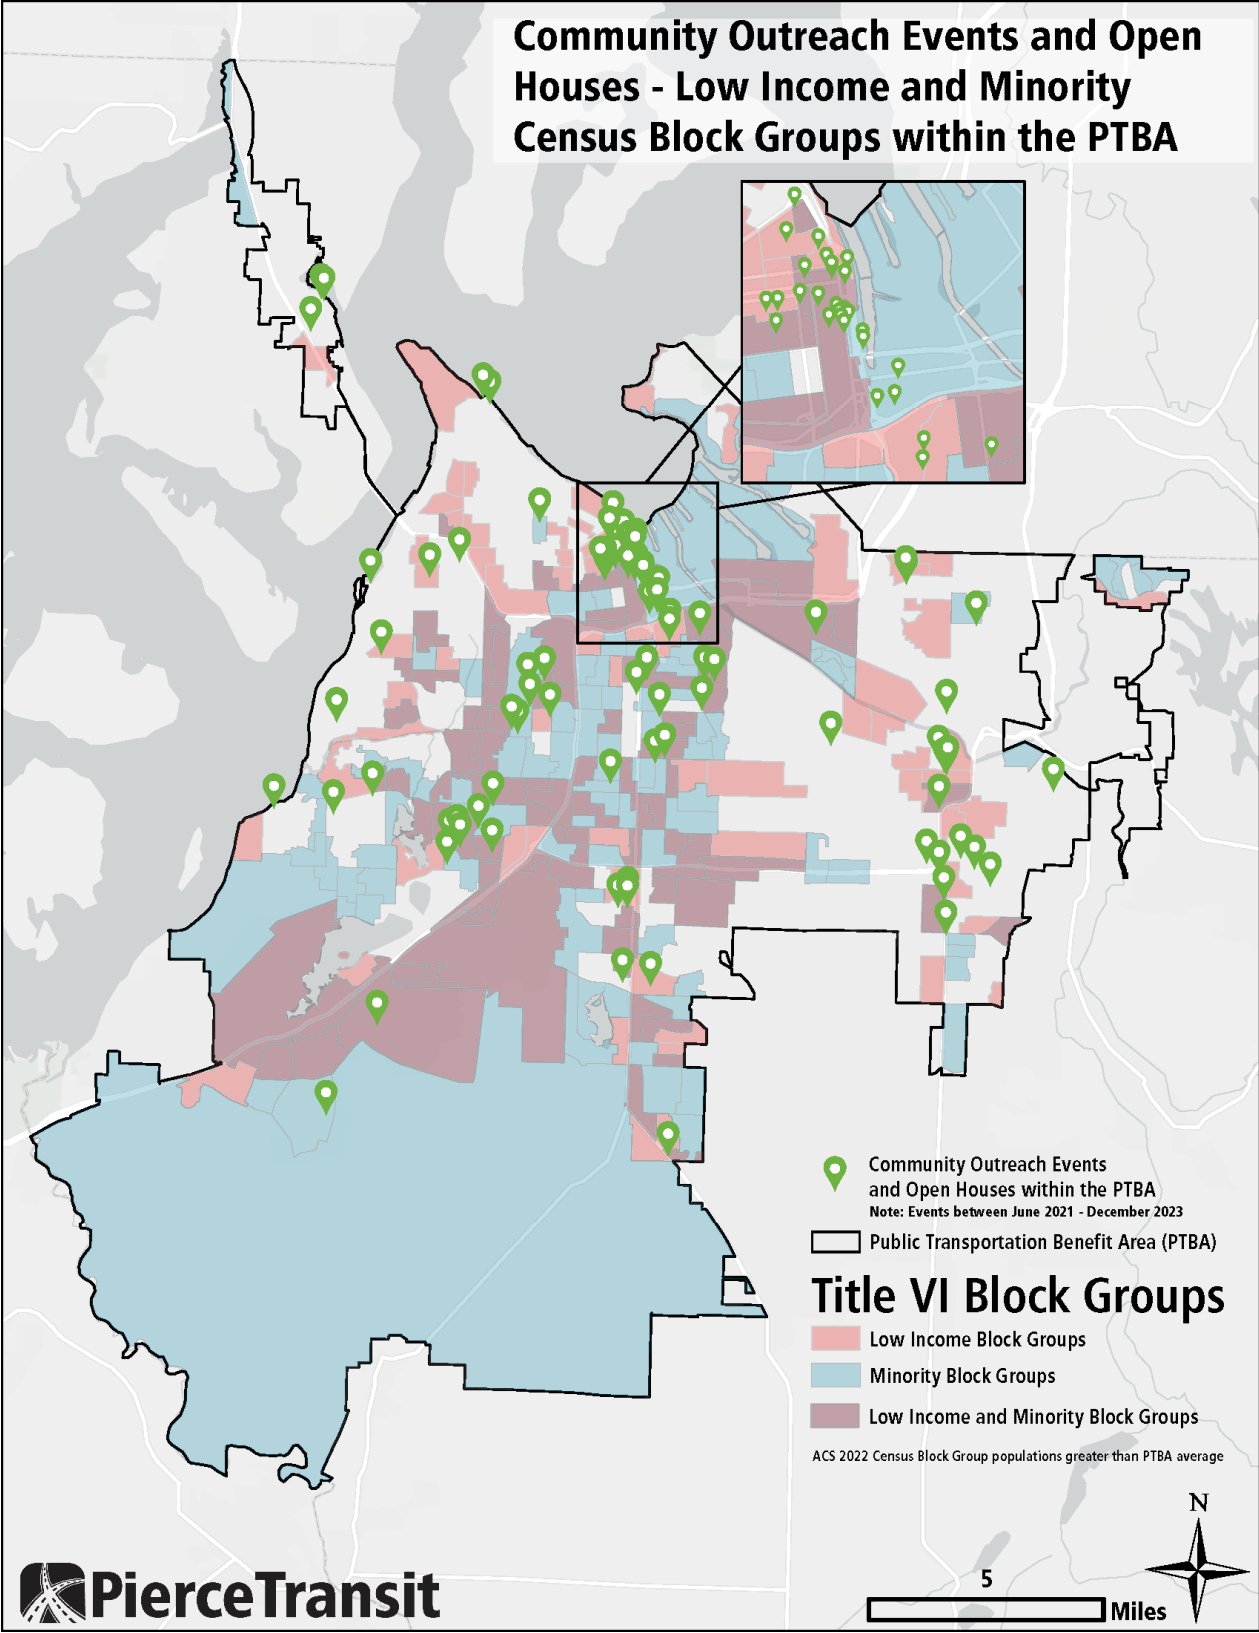 Community Outreach Events and Open
Houses - Low Income and Minority
Census Block Groups within the PTBA
Community Outreach Events
and Open Houses within the PTBA
Note: Events between June 2021 - December 2023
Public Transportation Benefit Area (PTBA)
Title VI Block Groups
Low Income Block Groups
Minority Block Groups
Low Income and Minority Block Groups
ACS 2022 Census Block Group populations greater than PTBA average
N
5
Miles
PierceTransit